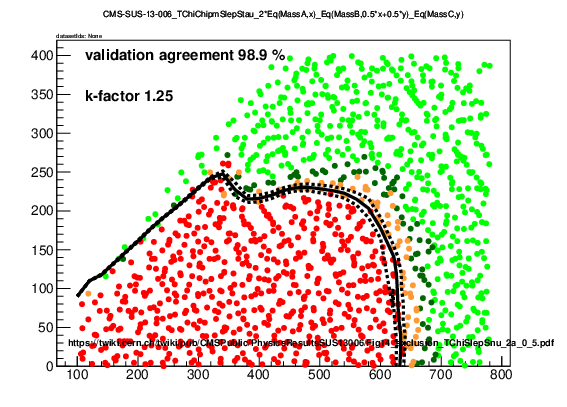 CMS-SUS-13-006_TChiChipmSlepStau_2*Eq(MassA,x)_Eq(MassB,0.5*x+0.5*y)_Eq(MassC,y)
datasetIds: None
validation agreement 98.9 %
k-factor 1.25
400
350
300
250
200
150
100
50
0
https://twiki.cern.ch/twiki/pub/CMSPublic/PhysicsResultsSUS13006/Fig14_exclusion_TChiSlepSnu_2a_0_5.pdf
100 200 300 400 500 600 700 800